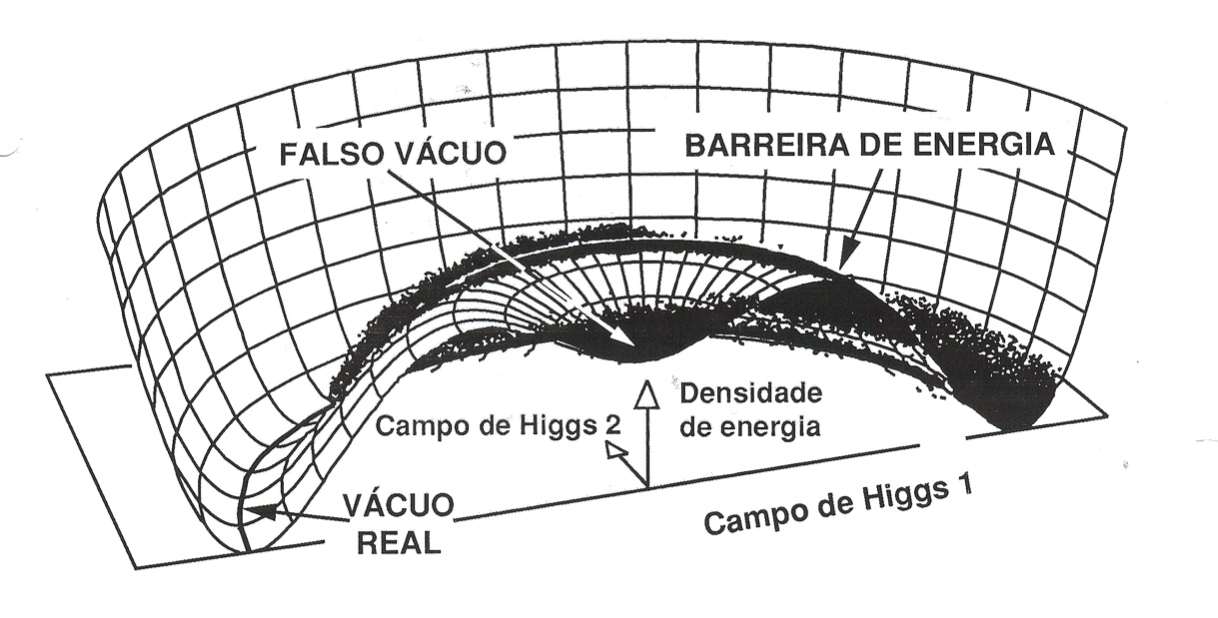 FALSO VÁCUO
BARREIRA DE ENERGIA
Densidade
de energia
Campo de Higgs 2
VÁCUO
REAL
Campo de Higgs 1